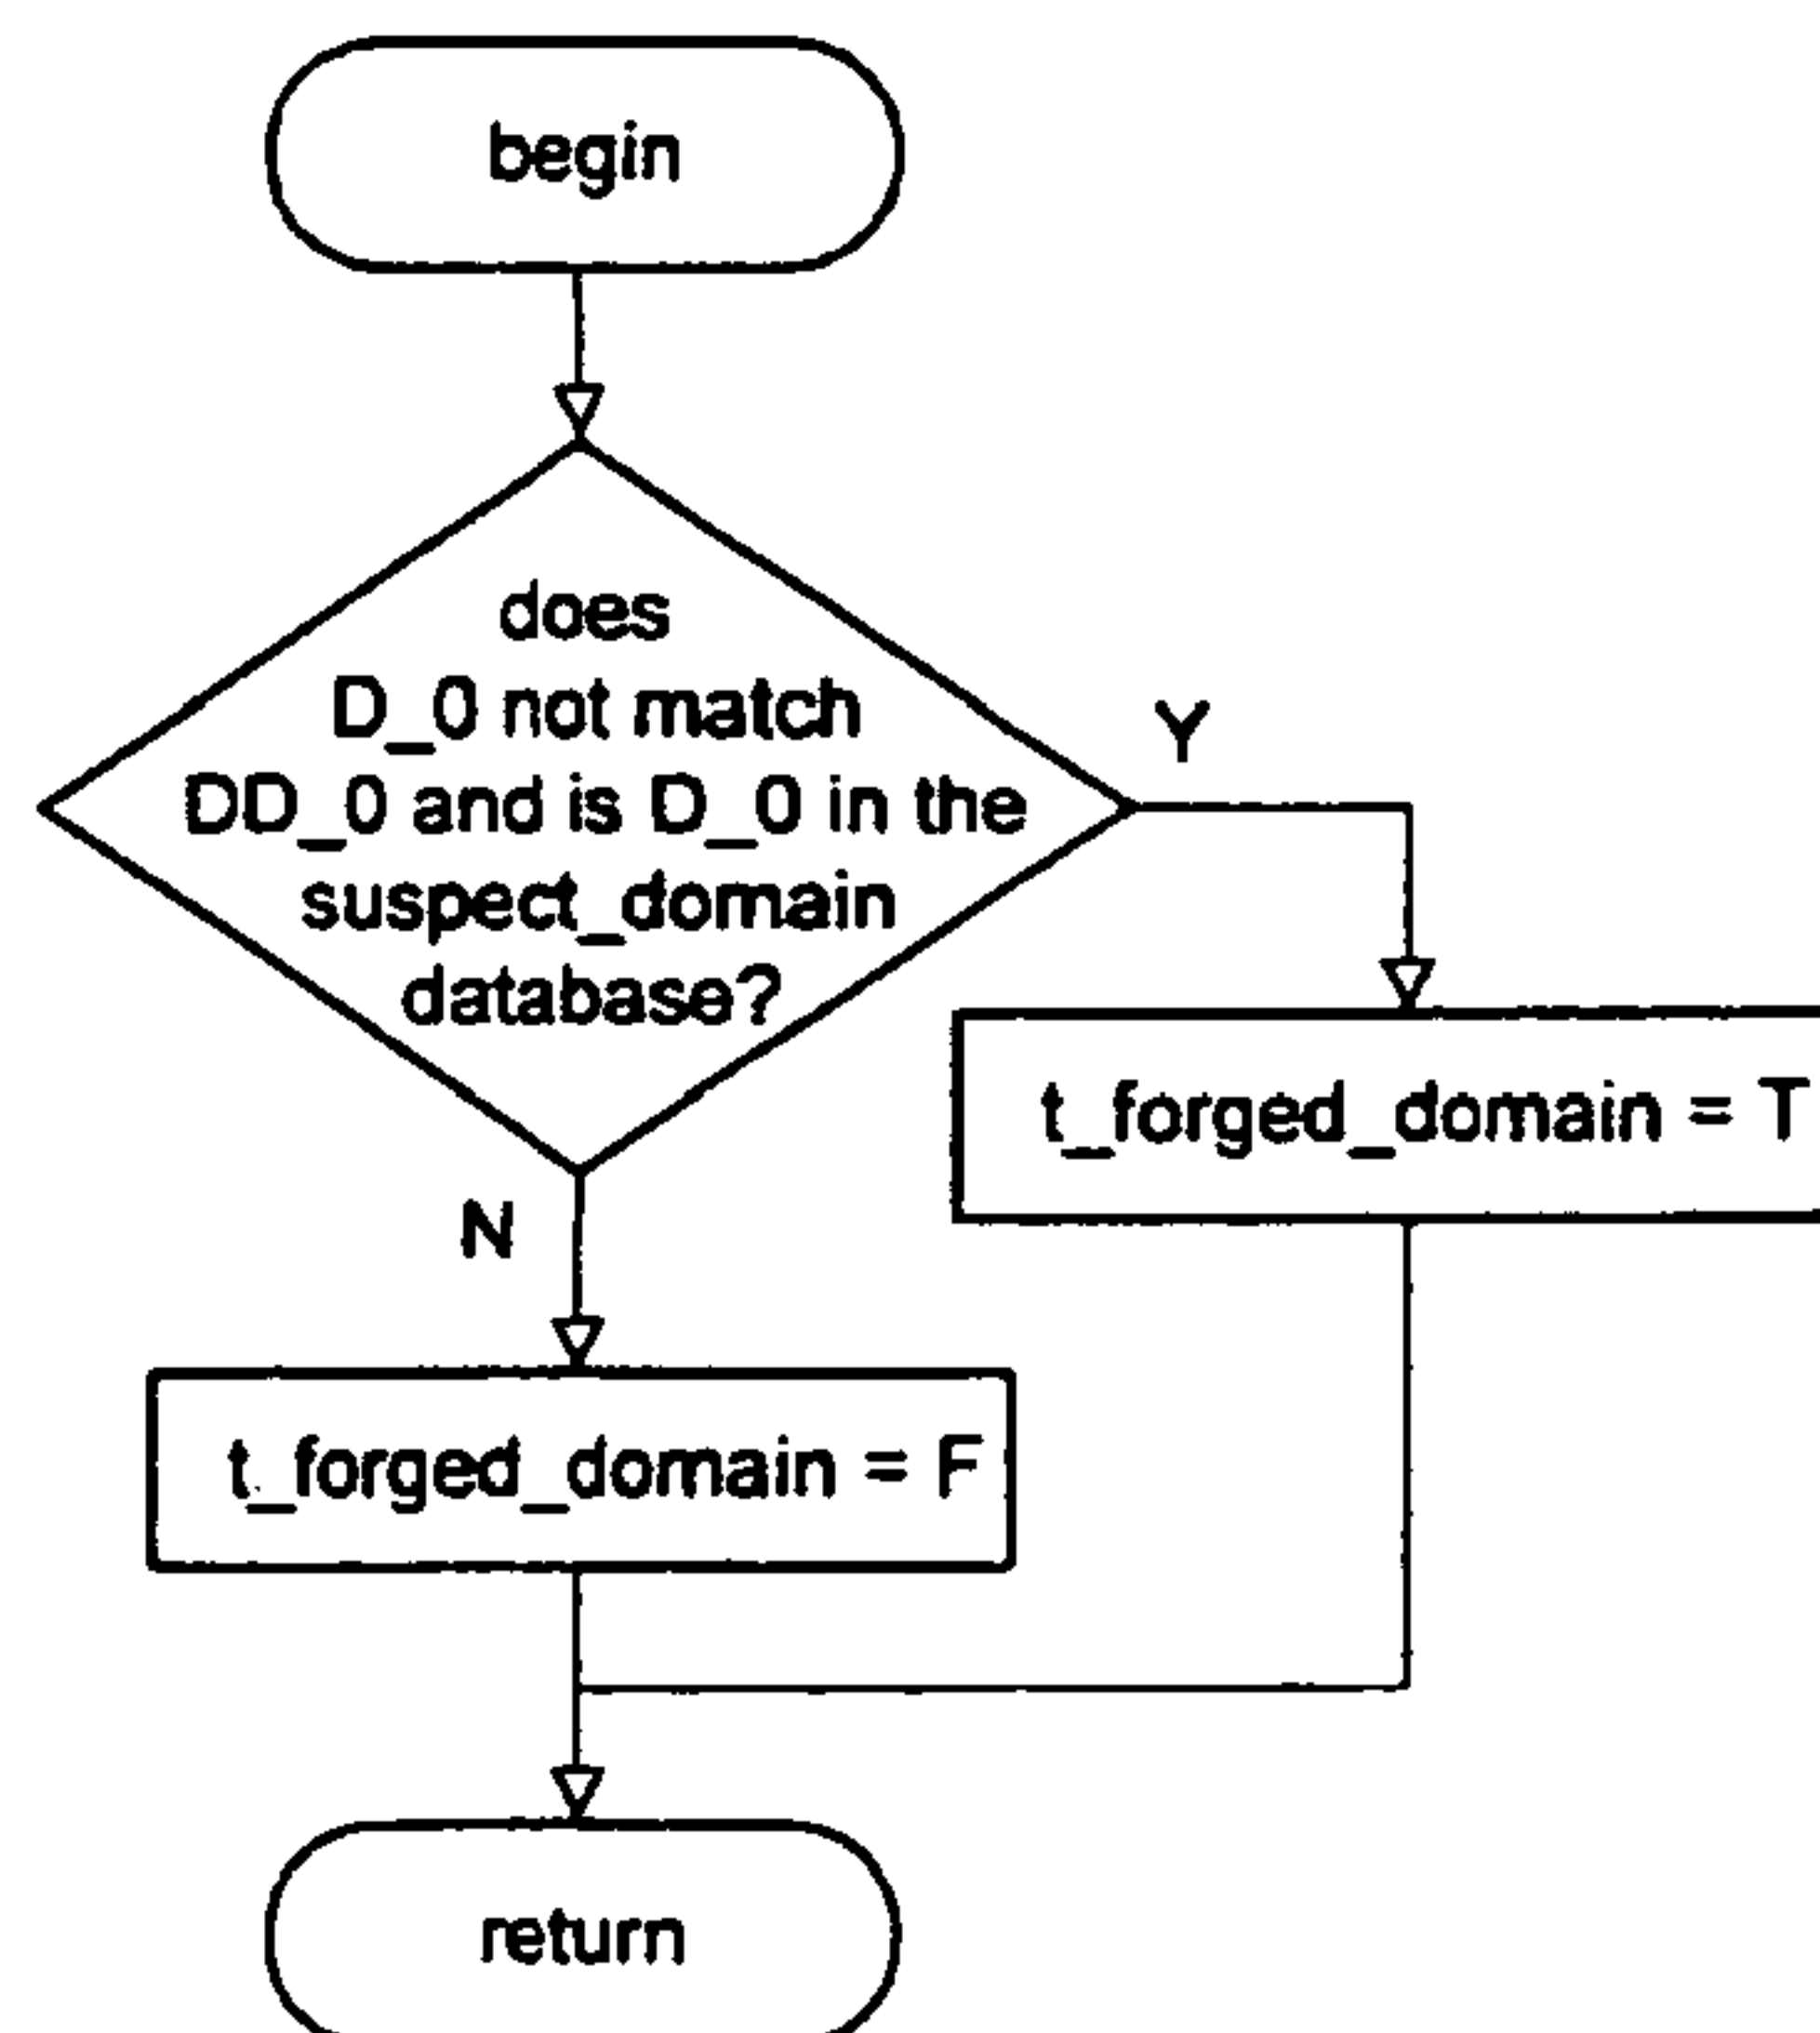 begin
does
D_0 not match
DD_0 and is D_0 in the
suspect_domain
database?
Y
t_forged_domain = T
N
t_forged_domain = F
return